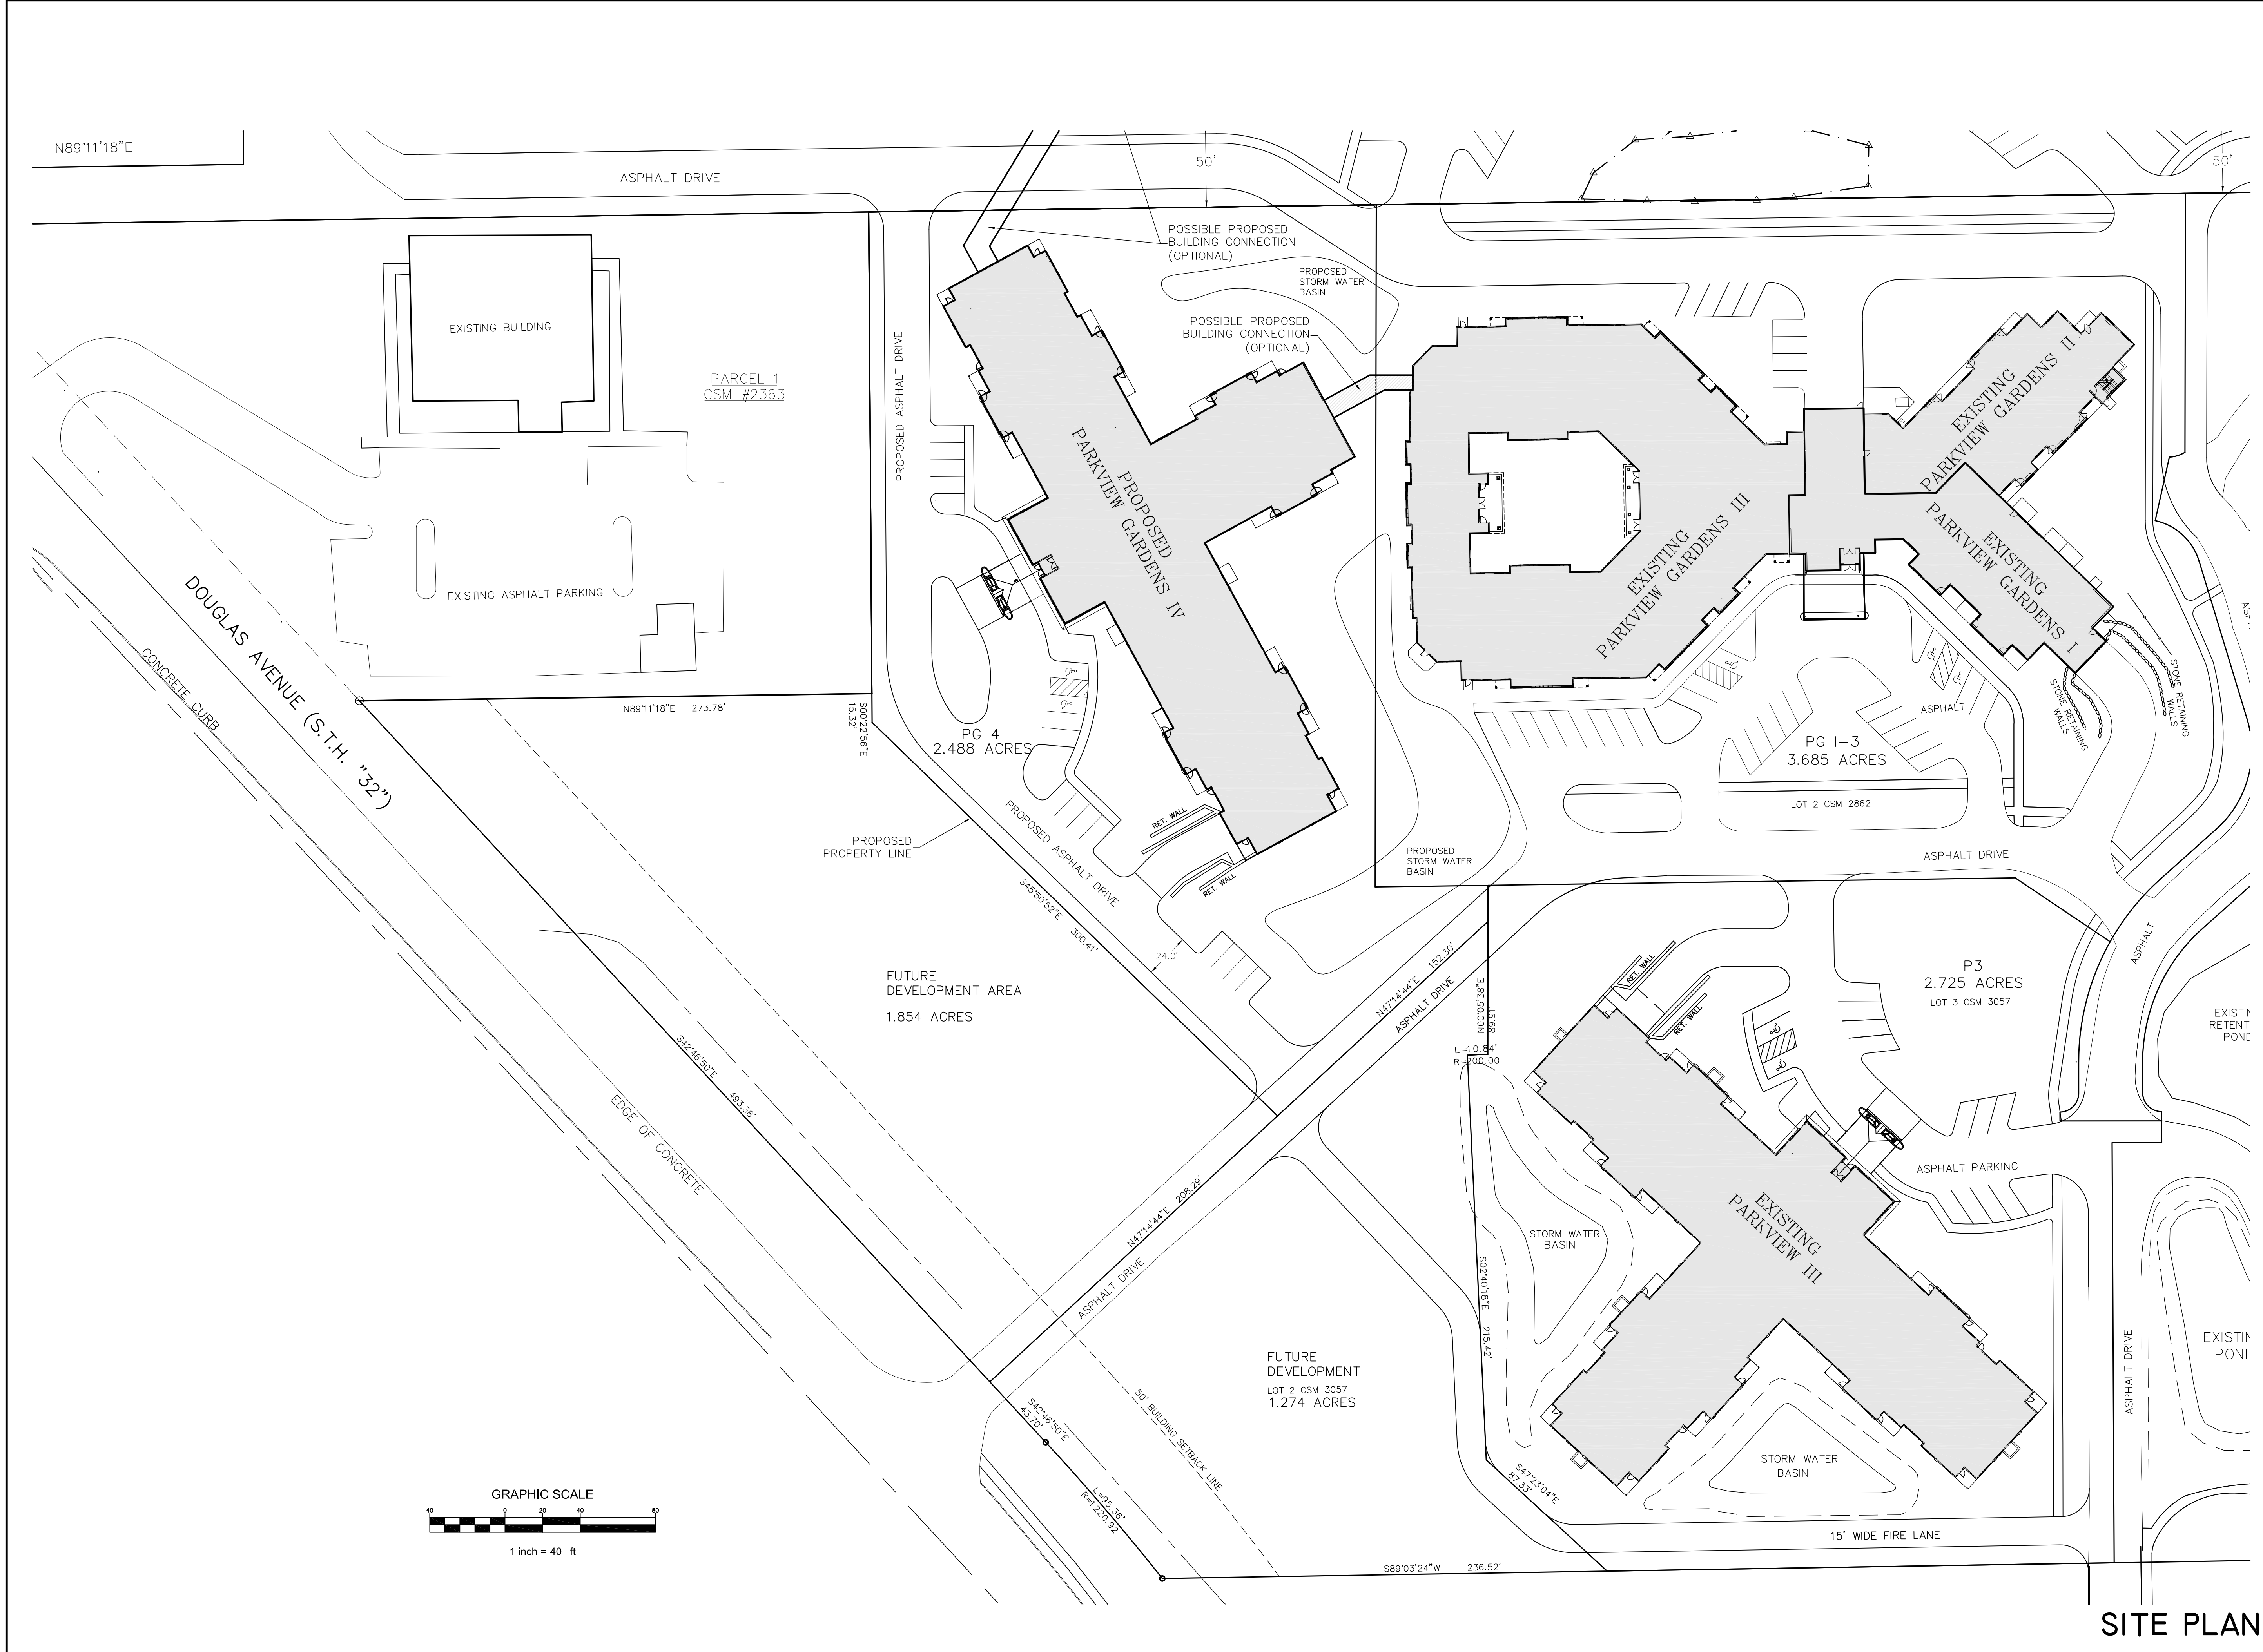 N89°11'18"E
ASPHALT DRIVE
50'
50'
POSSIBLE PROPOSED
BUILDING CONNECTION
(OPTIONAL)
PROPOSED
STORM WATER
BASIN
POSSIBLE PROPOSED
BUILDING CONNECTION
(OPTIONAL)
EXISTING BUILDING
PARCEL 1
CSM #2363
PROPOSED ASPHALT DRIVE
PROPOSED
PARKVIEW GARDENS IV
EXISTING
PARKVIEW GARDENS III
EXISTING
PARKVIEW GARDENS II
EXISTING
PARKVIEW GARDENS I
EXISTING ASPHALT PARKING
DOUGLAS AVENUE (S.T.H. "32")
CONCRETE CURB
N89°11'18"E 273.78'
S00°22'56"E
15.32'
PG 4
2.488 ACRES
STONE RETAINING
WALLS
STONE RETAINING
WALLS
ASPHALT
PG I-3
3.685 ACRES
LOT 2 CSM 2862
PROPOSED
PROPERTY LINE
PROPOSED ASPHALT DRIVE
RET. WALL
RET. WALL
PROPOSED
STORM WATER
BASIN
ASPHALT DRIVE
S45°50'52"E 300.41'
24.0'
FUTURE
DEVELOPMENT AREA
1.854 ACRES
N47°14'44"E 152.30'
ASPHALT DRIVE
N00°05'38"E
89.91'
L=10.84'
R=200.00
RET. WALL
RET. WALL
P3
2.725 ACRES
LOT 3 CSM 3057
ASPHALT
EXISTIN
RETENT
POND
S42°46'50"E 493.38'
EDGE OF CONCRETE
N47°14'44"E 208.29'
ASPHALT DRIVE
STORM WATER
BASIN
EXISTING
PARKVIEW III
ASPHALT PARKING
S02°40'18"E 215.42'
ASPHALT DRIVE
EXISTIN
POND
FUTURE
DEVELOPMENT
LOT 2 CSM 3057
1.274 ACRES
S42°46'50"E
43.70'
50' BUILDING SETBACK LINE
L=95.36'
R=1220.92
S47°23'04"E
87.33'
STORM WATER
BASIN
15' WIDE FIRE LANE
S89°03'24"W 236.52'
GRAPHIC SCALE
40 0 20 40 80
1 inch = 40 ft
SITE PLAN